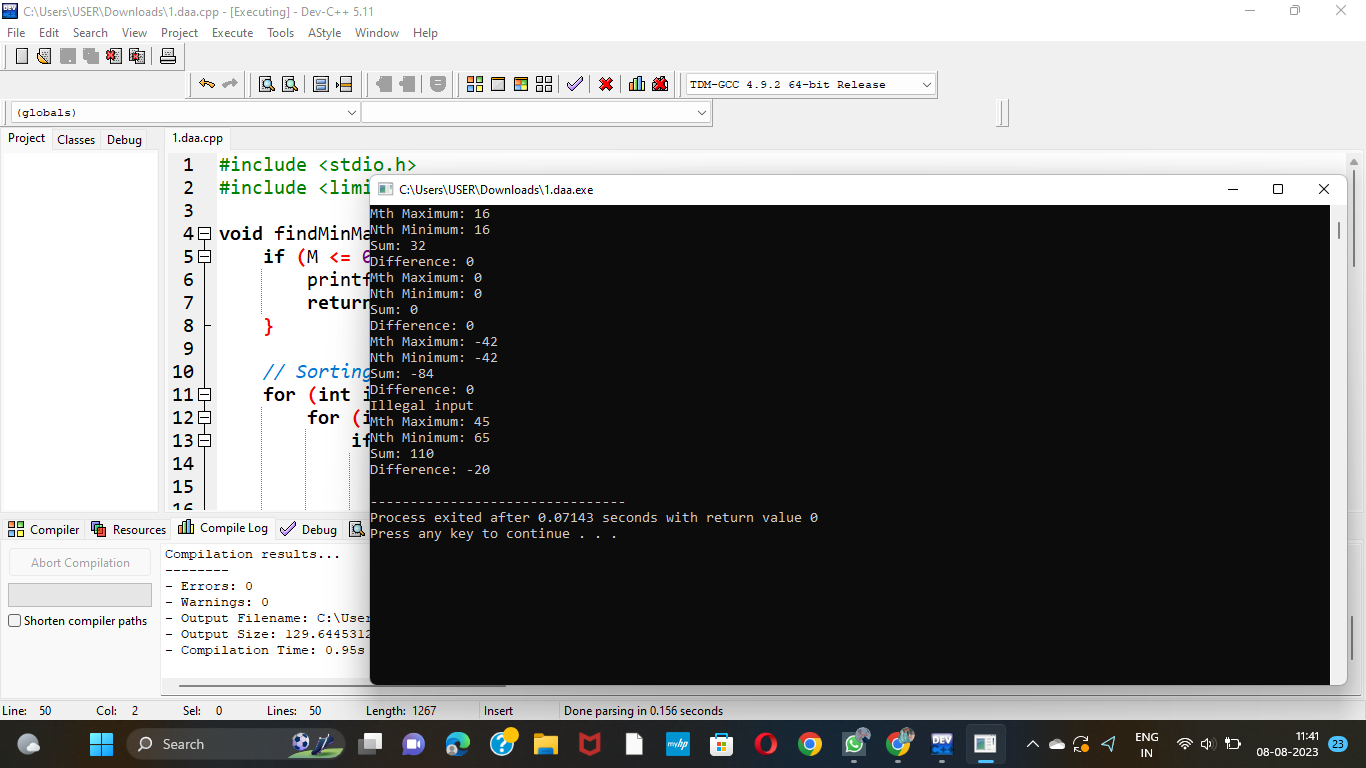 C:\Users\USER\Downloads\1.daa.cpp - [Executing] - Dev-C++ 5.11
File Edit Search View Project Execute Tools AStyle Window Help
TDM-GCC 4.9.2 64-bit Release
(globals)
Project Classes Debug
1.daa.cpp
1 #include <stdio.h>
2 #include <limi
3
4 void findMinMa
5 if (M <= 0
6 printf
7 return
8 }
9
10 // Sorting
11 for (int i
12 for (i
13 if
14
15
16
C:\Users\USER\Downloads\1.daa.exe
Mth Maximum: 16
Nth Minimum: 16
Sum: 32
Difference: 0
Mth Maximum: 0
Nth Minimum: 0
Sum: 0
Difference: 0
Mth Maximum: -42
Nth Minimum: -42
Sum: -84
Difference: 0
Illegal input
Mth Maximum: 45
Nth Minimum: 65
Sum: 110
Difference: -20
--------------------------------
Process exited after 0.07143 seconds with return value 0
Press any key to continue . . .
Compiler Resources Compile Log Debug
Abort Compilation
Shorten compiler paths
Compilation results...
--------
- Errors: 0
- Warnings: 0
- Output Filename: C:\User
- Output Size: 129.6445312
- Compilation Time: 0.95s
Line: 50 Col: 2 Sel: 0 Lines: 50 Length: 1267 Insert Done parsing in 0.156 seconds
Search
myhp
DEV
ENG
IN
11:41
08-08-2023
23